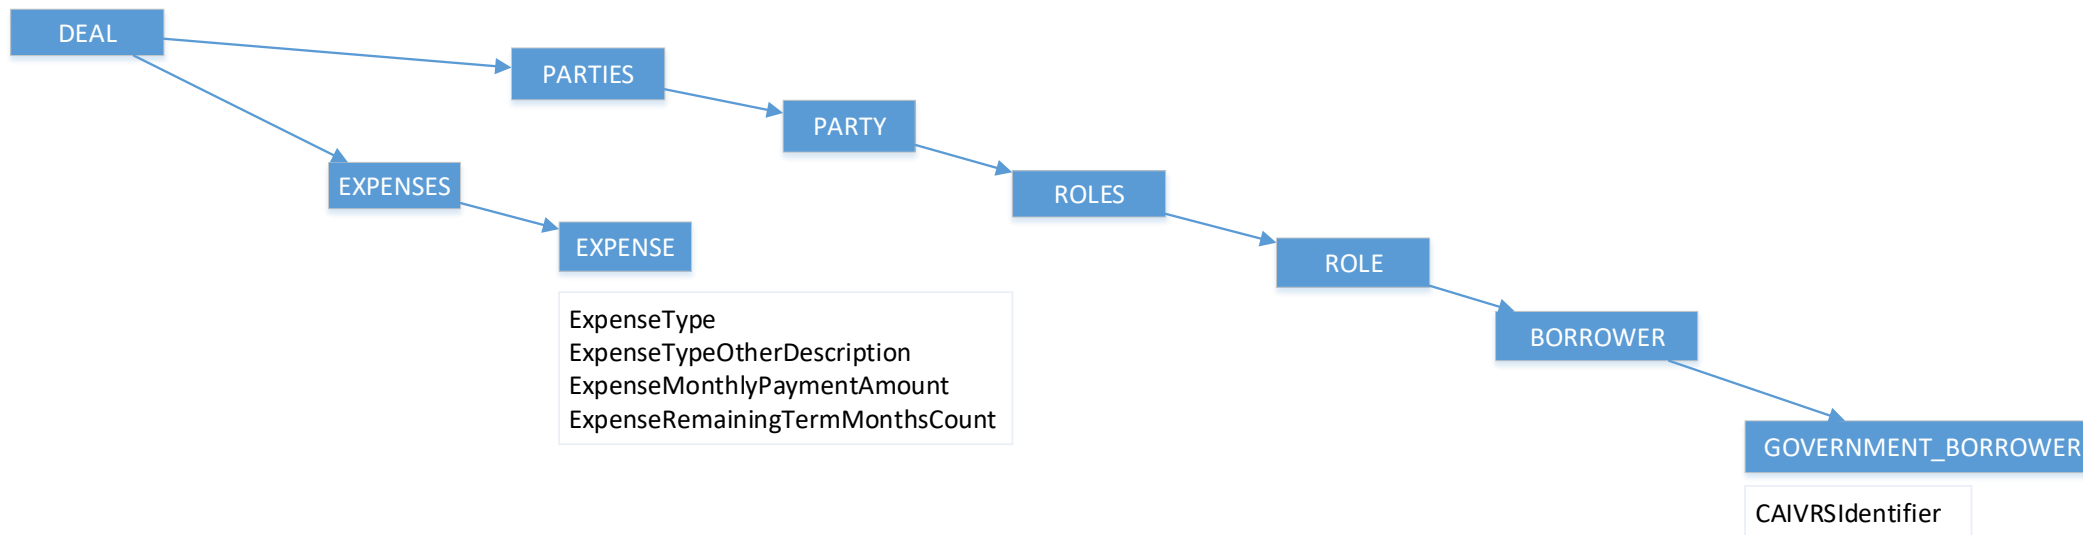 DEAL
PARTIES
PARTY
EXPENSES
ROLES
EXPENSE
ROLE
ExpenseType
ExpenseTypeOtherDescription
ExpenseMonthlyPaymentAmount
ExpenseRemainingTermMonthsCount
BORROWER
GOVERNMENT_BORROWER
CAIVRSIdentifier